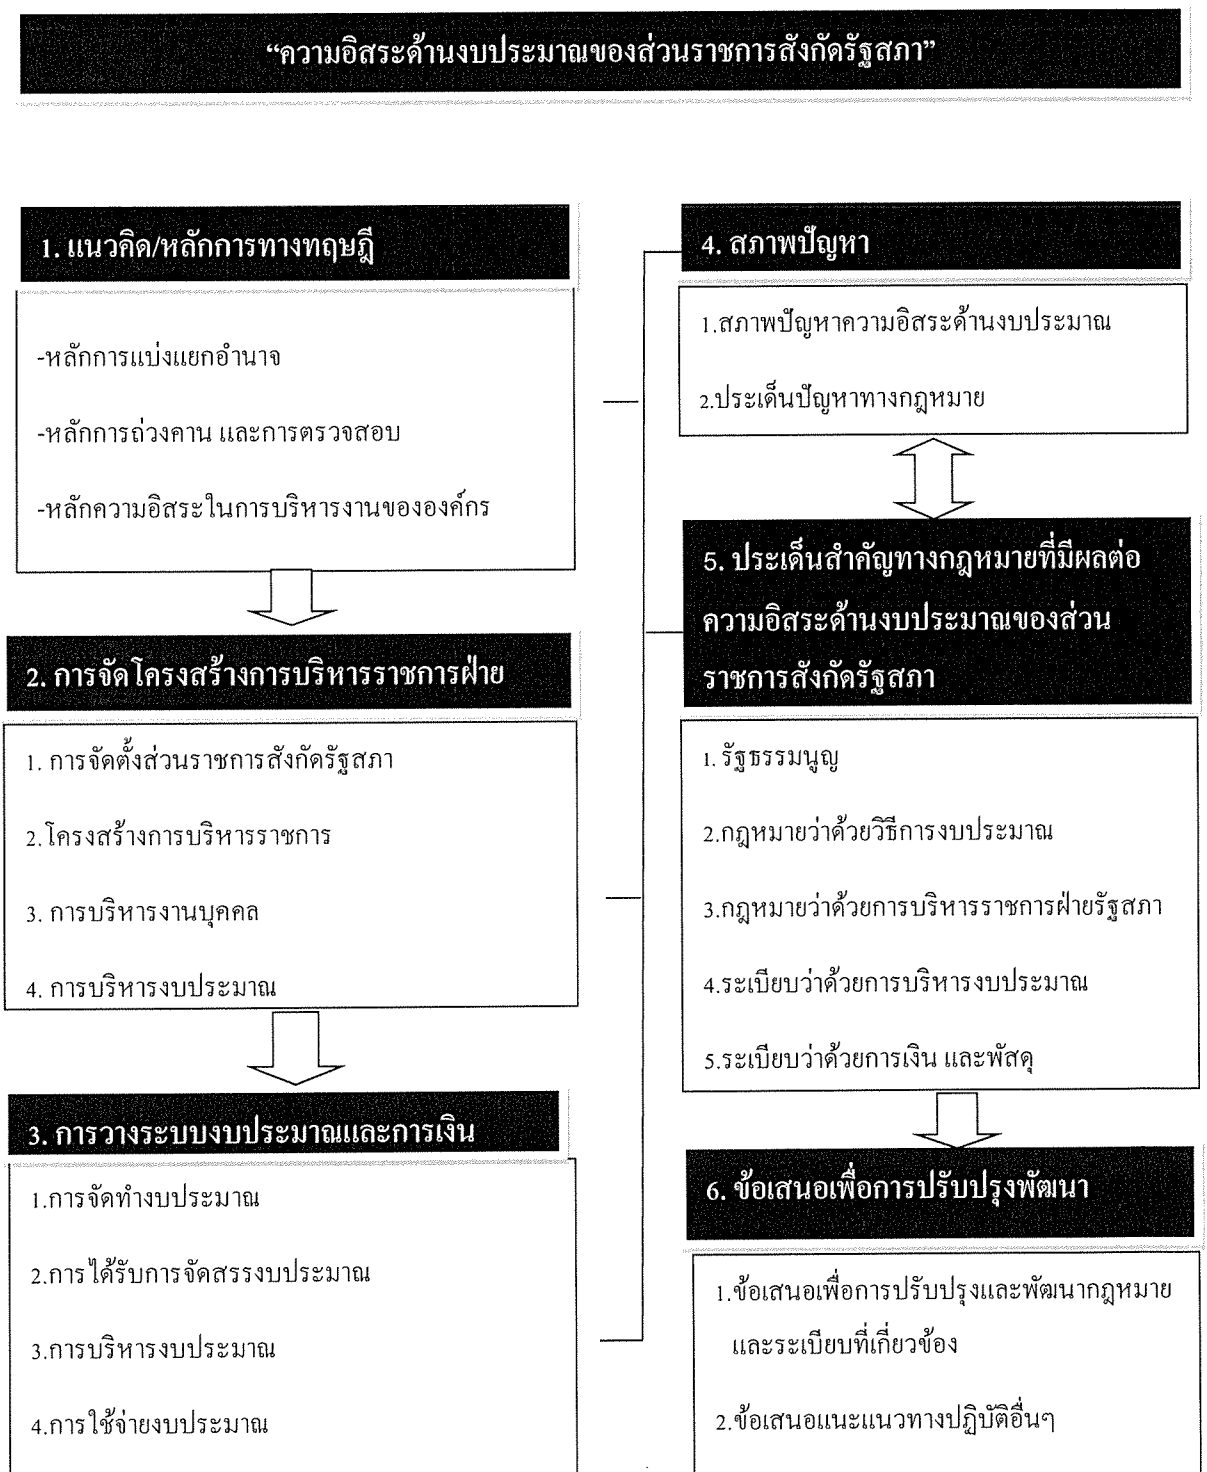 “ความอิสระด้านงบประมาณของส่วนราชการสังกัดรัฐสภา”
1. แนวคิด/หลักการทางทฤษฎี
-หลักการแบ่งแยกอำนาจ
-หลักการถ่วงคาน และการตรวจสอบ
-หลักความอิสระในการบริหารงานขององค์กร
2. การจัดโครงสร้างการบริหารราชการฝ่าย
1. การจัดตั้งส่วนราชการสังกัดรัฐสภา
2.โครงสร้างการบริหารราชการ
3. การบริหารงานบุคคล
4. การบริหารงบประมาณ
3. การวางระบบงบประมาณและการเงิน
1.การจัดทำงบประมาณ
2.การได้รับการจัดสรรงบประมาณ
3.การบริหารงบประมาณ
4.การใช้จ่ายงบประมาณ
4. สภาพปัญหา
1.สภาพปัญหาความอิสระด้านงบประมาณ
2.ประเด็นปัญหาทางกฎหมาย
5. ประเด็นสำคัญทางกฎหมายที่มีผลต่อ
ความอิสระด้านงบประมาณของส่วน
ราชการสังกัดรัฐสภา
1. รัฐธรรมนูญ
2.กฎหมายว่าด้วยวิธีการงบประมาณ
3.กฎหมายว่าด้วยการบริหารราชการฝ่ายรัฐสภา
4.ระเบียบว่าด้วยการบริหารงบประมาณ
5.ระเบียบว่าด้วยการเงิน และพัสดุ
6. ข้อเสนอเพื่อการปรับปรุงพัฒนา
1.ข้อเสนอเพื่อการปรับปรุงและพัฒนากฎหมาย
และระเบียบที่เกี่ยวข้อง
2.ข้อเสนอแนะแนวทางปฏิบัติอื่นๆ